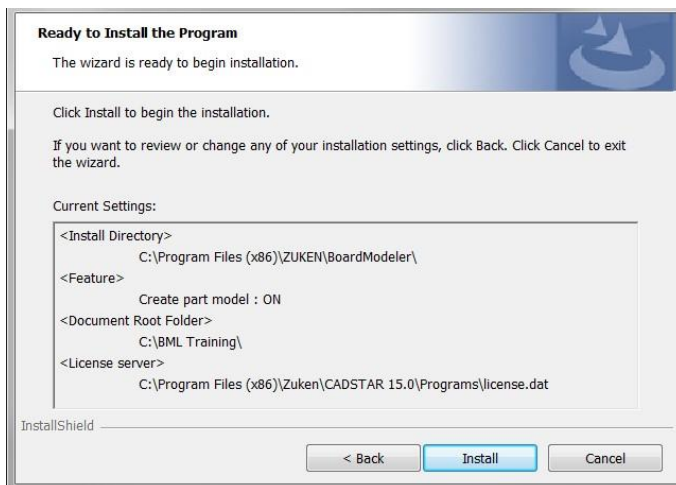 Ready to Install the Program
The wizard is ready to begin installation.
Click Install to begin the installation.
If you want to review or change any of your installation settings, click Back. Click Cancel to exit
the wizard.
Current Settings:
<Install Directory>
C:\Program Files (x86)\ZUKEN\BoardModeler\
<Feature>
Create part model : ON
<Document Root Folder>
C:\BML Training\
<License server>
C:\Program Files (x86)\Zuken\CADSTAR 15.0\Programs\license.dat
InstallShield
< Back Install Cancel